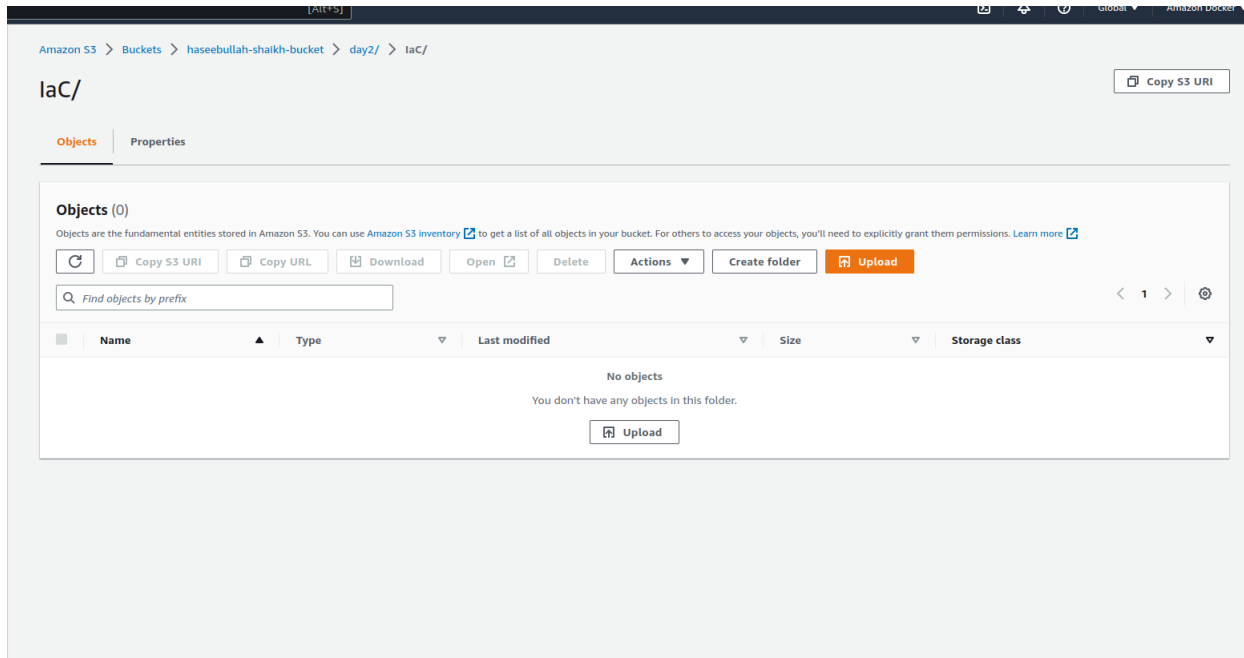 [Alt+S] Global ▼ Amazon Docker
Amazon S3 > Buckets > haseebullah-shaikh-bucket > day2/ > IaC/
IaC/
Copy S3 URI
Objects Properties
Objects (0)
Objects are the fundamental entities stored in Amazon S3. You can use Amazon S3 inventory to get a list of all objects in your bucket. For others to access your objects, you'll need to explicitly grant them permissions. Learn more
Copy S3 URI Copy URL Download Open Delete Actions ▼ Create folder Upload
Find objects by prefix
1
Name Type Last modified Size Storage class
No objects
You don't have any objects in this folder.
Upload